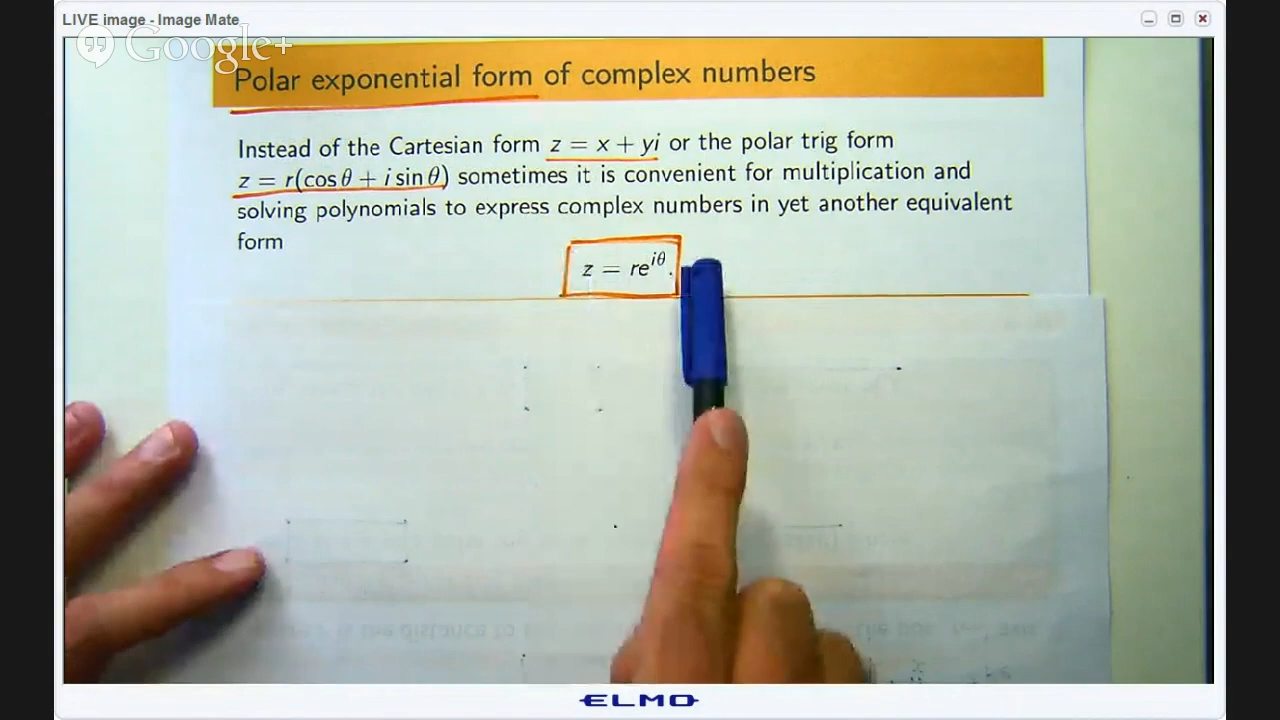 LIVE image - Image Mate
Google+
Polar exponential form of complex numbers
Instead of the Cartesian form z = x + yi or the polar trig form
z = r(cos θ + i sin θ) sometimes it is convenient for multiplication and
solving polynomials to express complex numbers in yet another equivalent
form
z = re^{iθ}.
ELMO